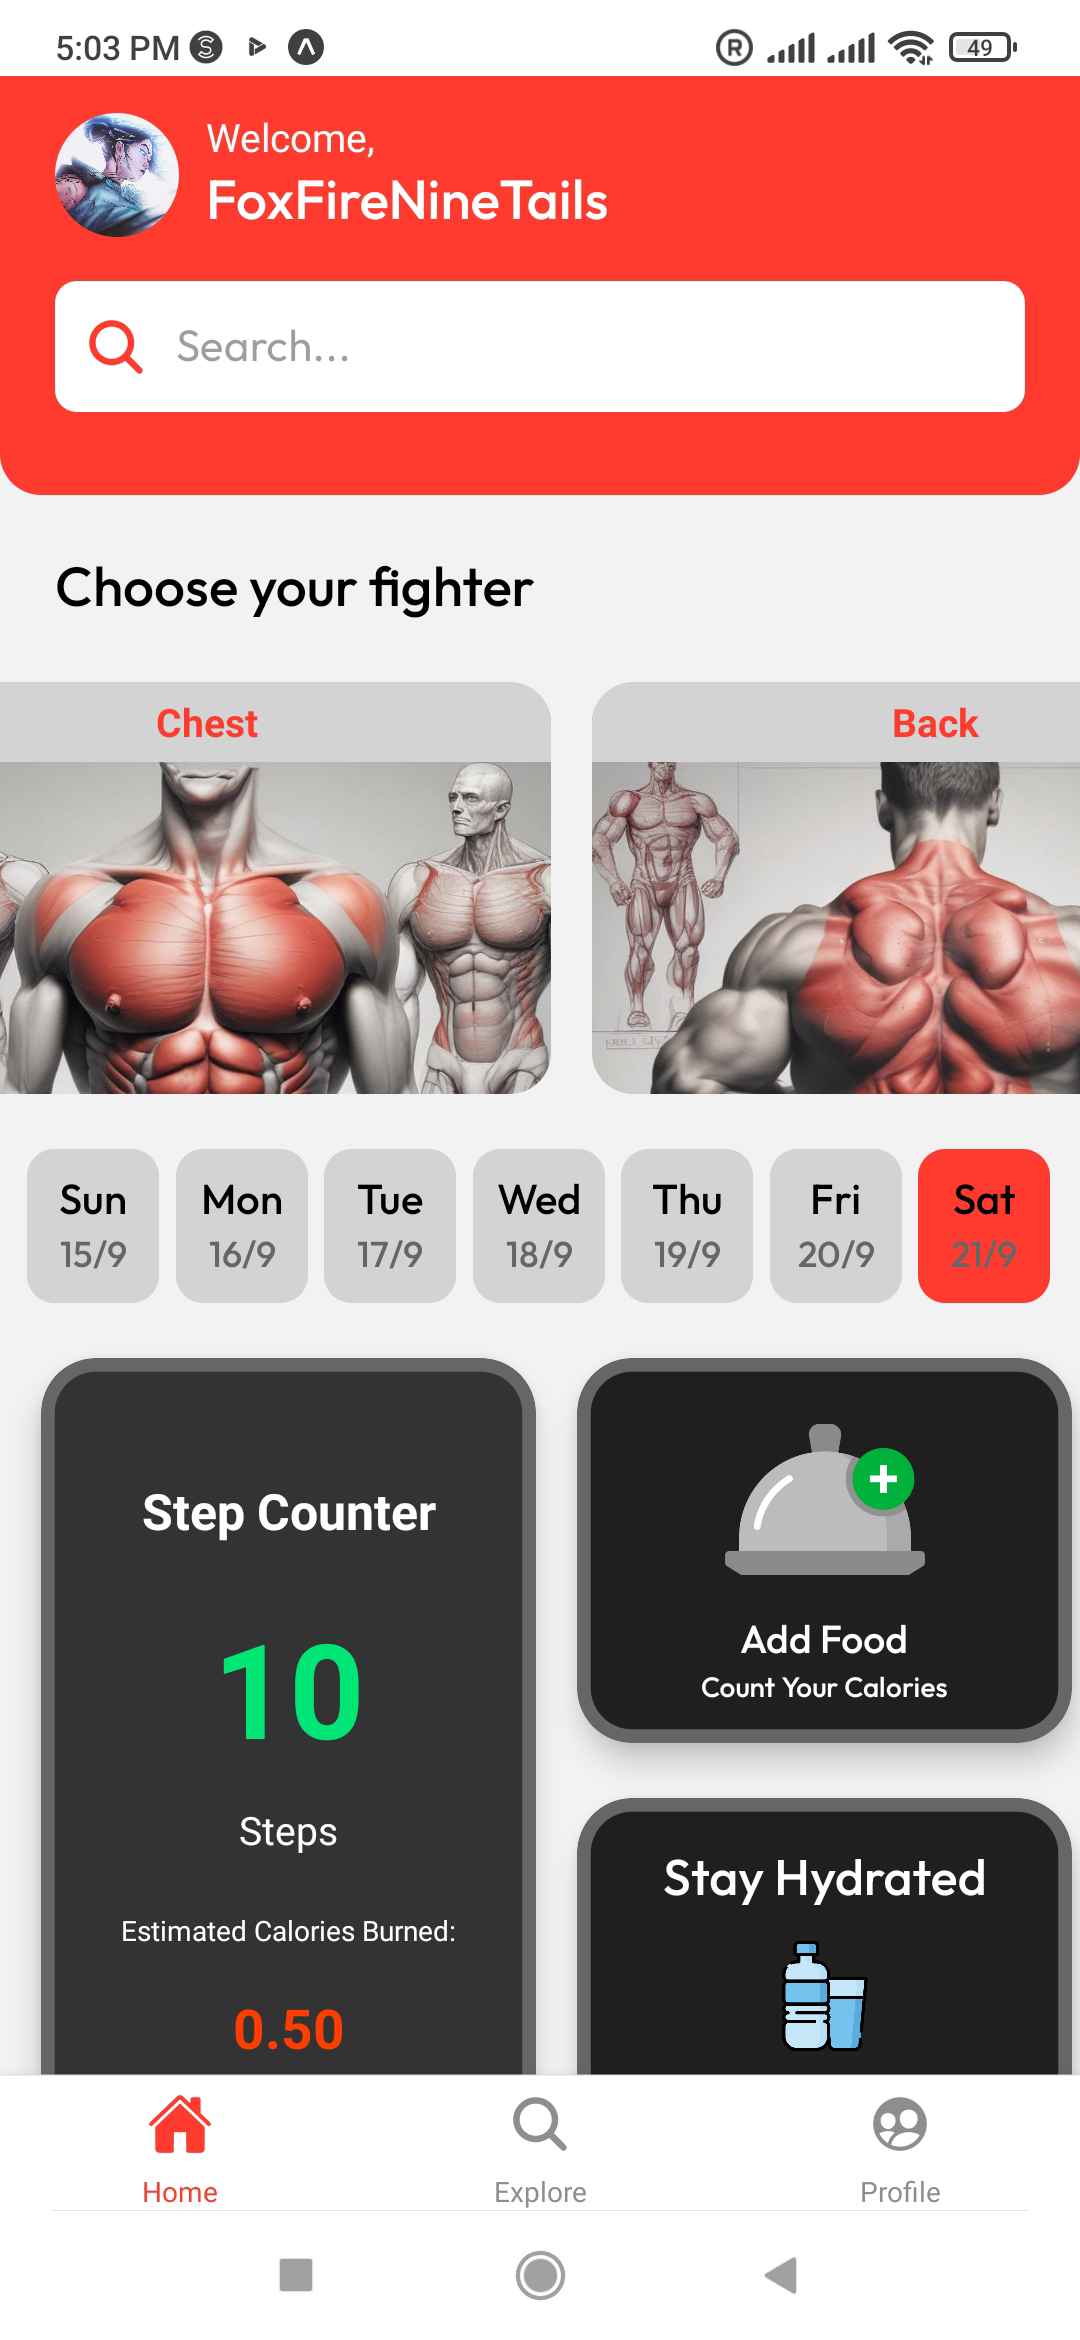 5:03 PM
49
Welcome,
FoxFireNineTails
Search...
Choose your fighter
Chest
Back
Sun
15/9
Mon
16/9
Tue
17/9
Wed
18/9
Thu
19/9
Fri
20/9
Sat
21/9
Step Counter
10
Steps
Estimated Calories Burned:
0.50
Add Food
Count Your Calories
Stay Hydrated
Home
Explore
Profile